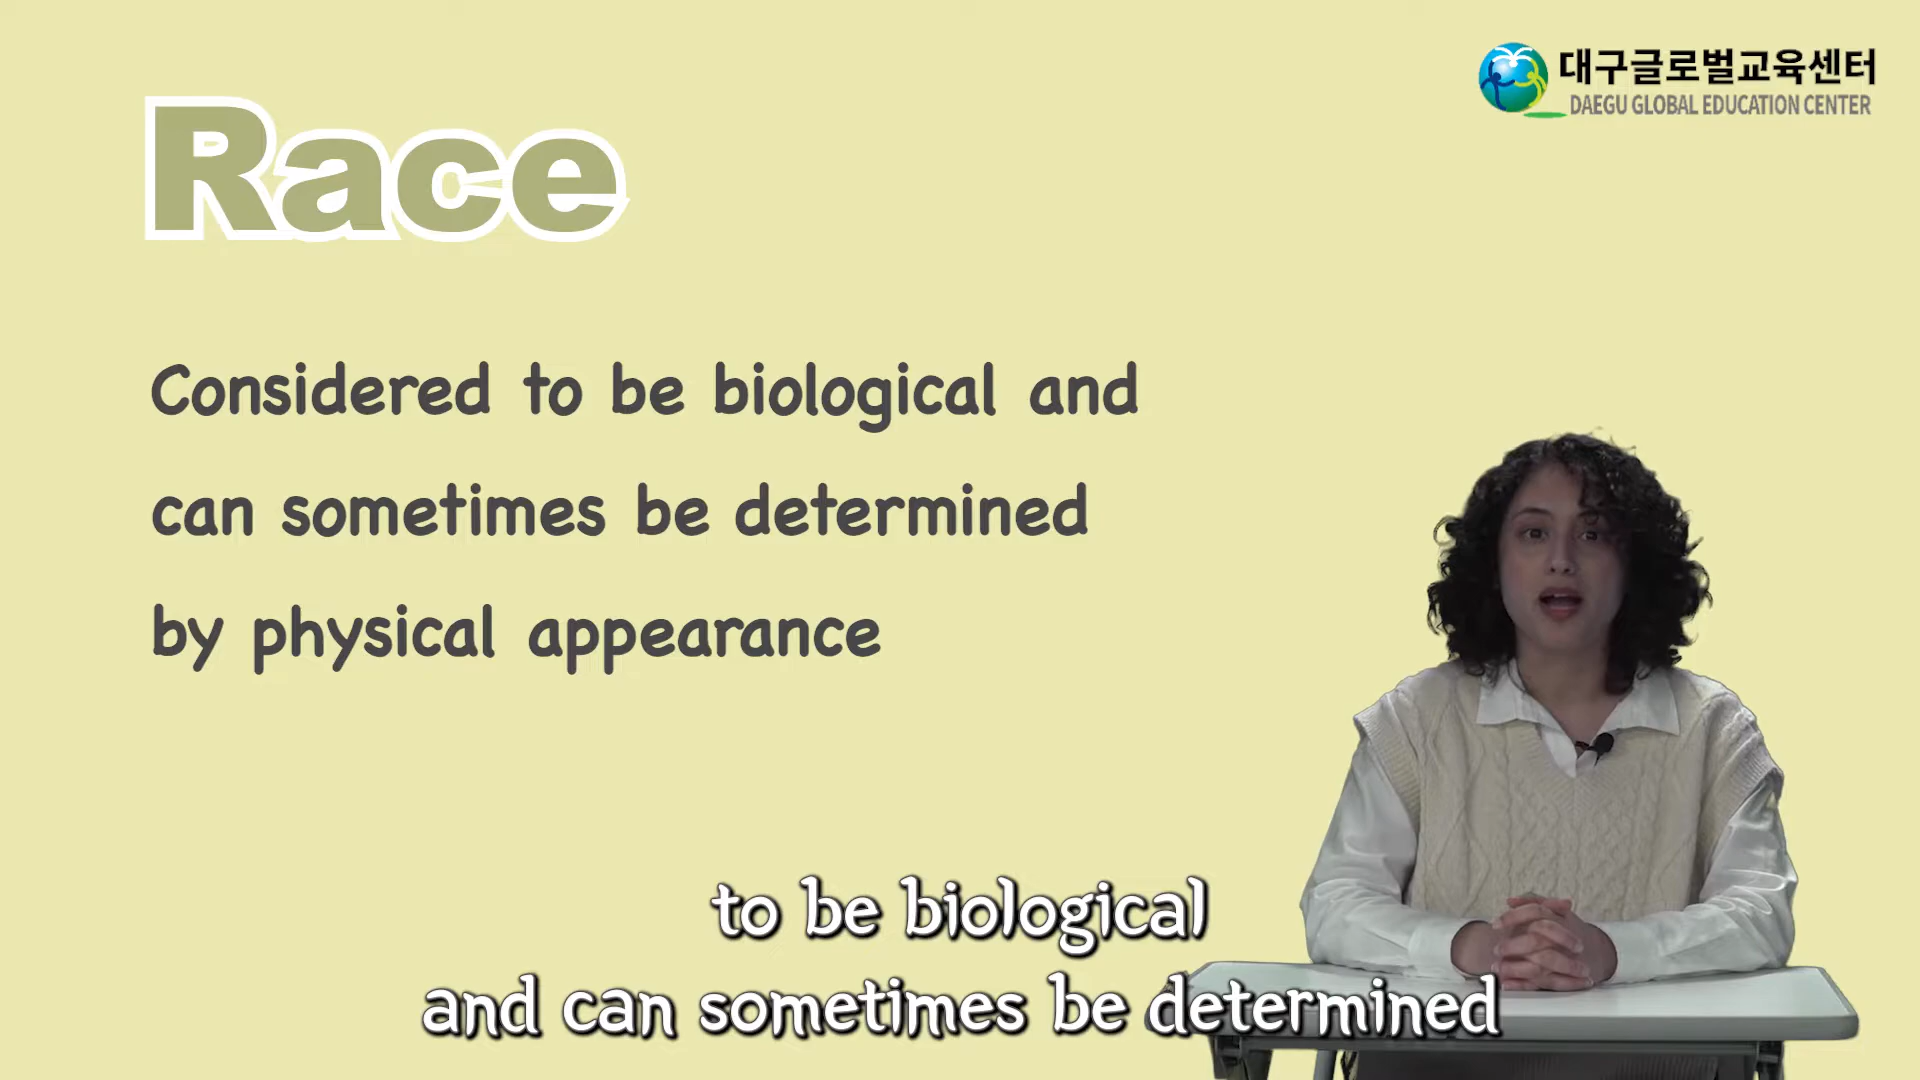 대구글로벌교육센터
DAEGU GLOBAL EDUCATION CENTER
Race
Considered to be biological and
can sometimes be determined
by physical appearance
to be biological
and can sometimes be determined